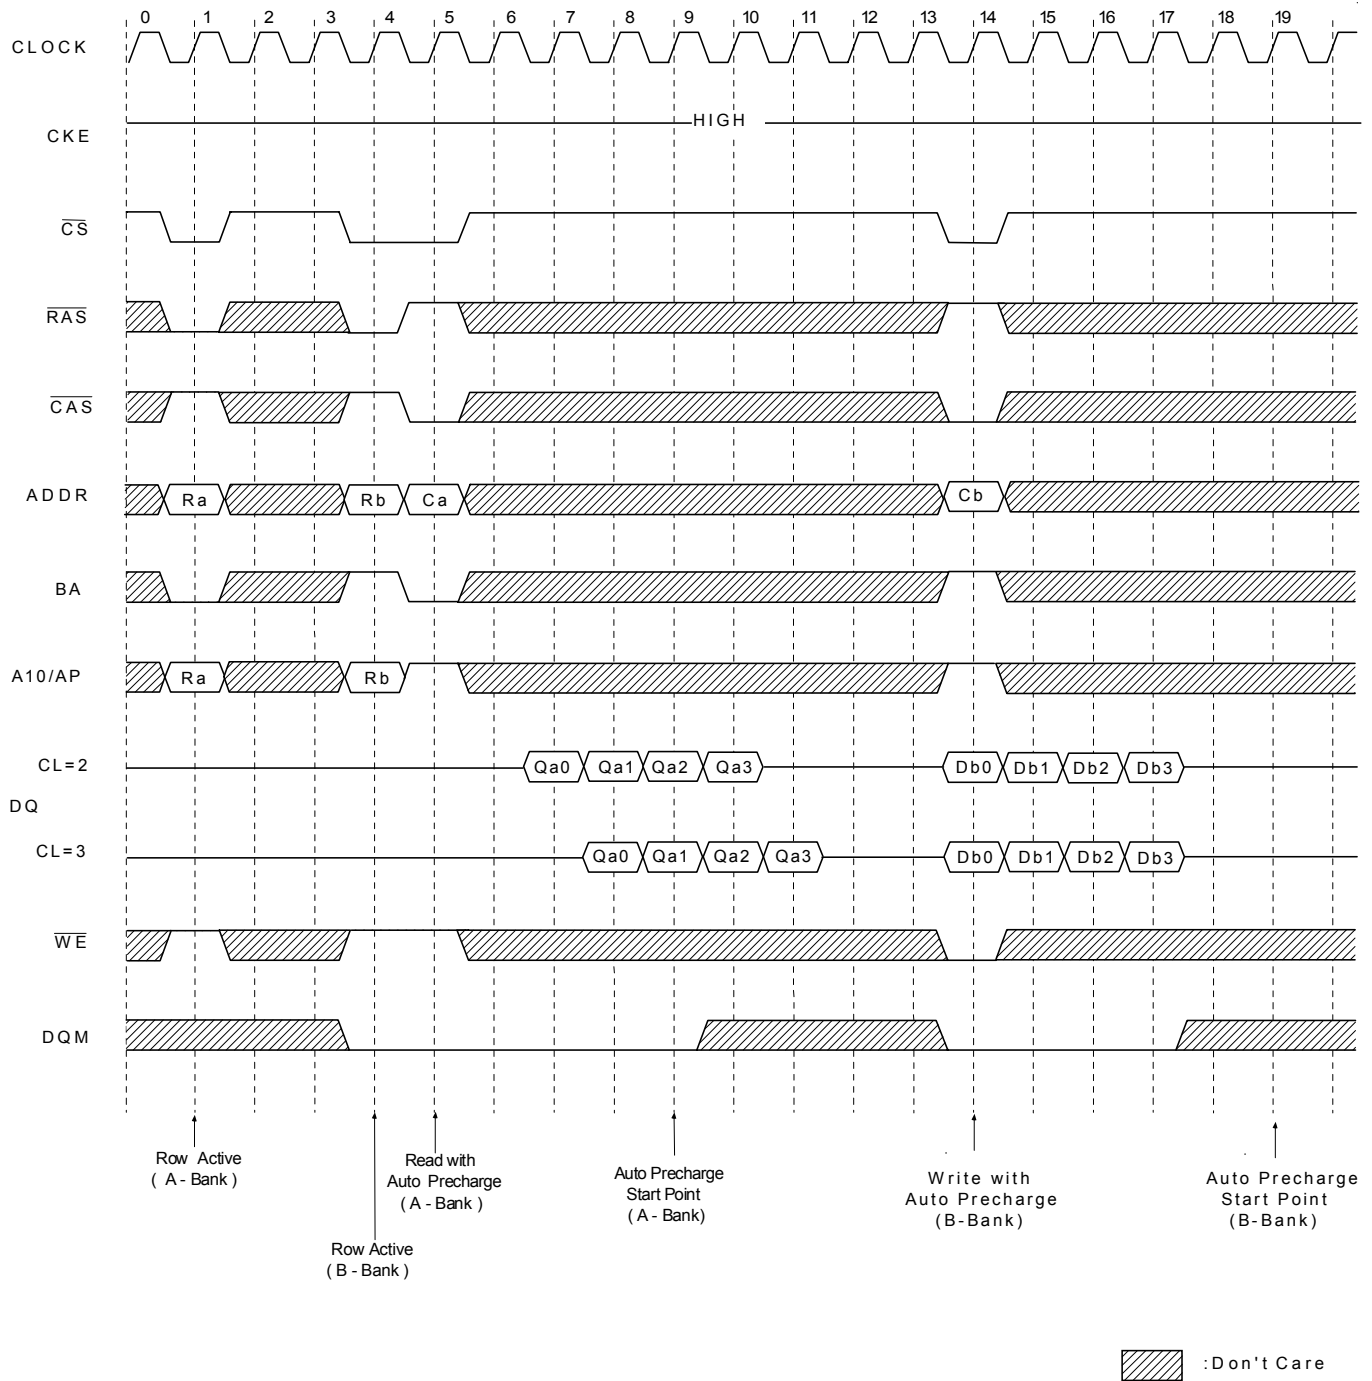 0 1 2 3 4 5 6 7 8 9 10 11 12 13 14 15 16 17 18 19
CLOCK
CKE
HIGH
CS
RAS
CAS
ADDR
Ra Rb Ca Cb
BA
A10/AP
Ra Rb
CL=2
Qa0 Qa1 Qa2 Qa3 Db0 Db1 Db2 Db3
DQ
CL=3
Qa0 Qa1 Qa2 Qa3 Db0 Db1 Db2 Db3
WE
DQM
Row Active
( A - Bank )
Row Active
( B - Bank )
Read with
Auto Precharge
( A - Bank )
Auto Precharge
Start Point
( A - Bank)
Write with
Auto Precharge
(B-Bank)
Auto Precharge
Start Point
(B-Bank)
:Don't Care